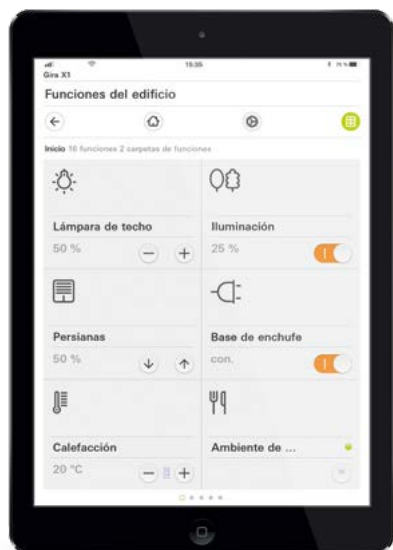 15:35
Gira X1
Funciones del edificio
Inicio 16 funciones 2 carpetas de funciones
Lámpara de techo
50 %
Iluminación
25 %
Persianas
50 %
Base de enchufe
con.
Calefacción
20 °C
Ambiente de ...